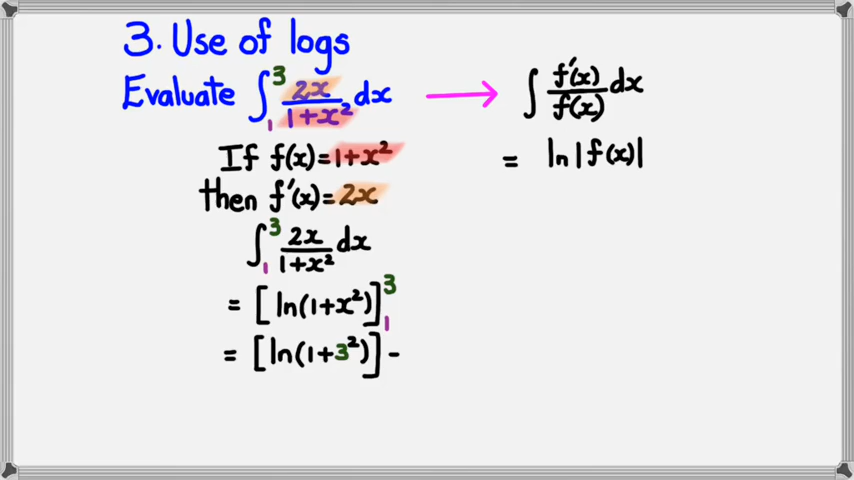 3. Use of logs
Evaluate ∫₁³ 2x/(1+x²) dx → ∫ f'(x)/f(x) dx
If f(x)=1+x² = ln|f(x)|
then f'(x)=2x
∫₁³ 2x/(1+x²) dx
= [ln(1+x²)]₁³
= [ln(1+3²)] -